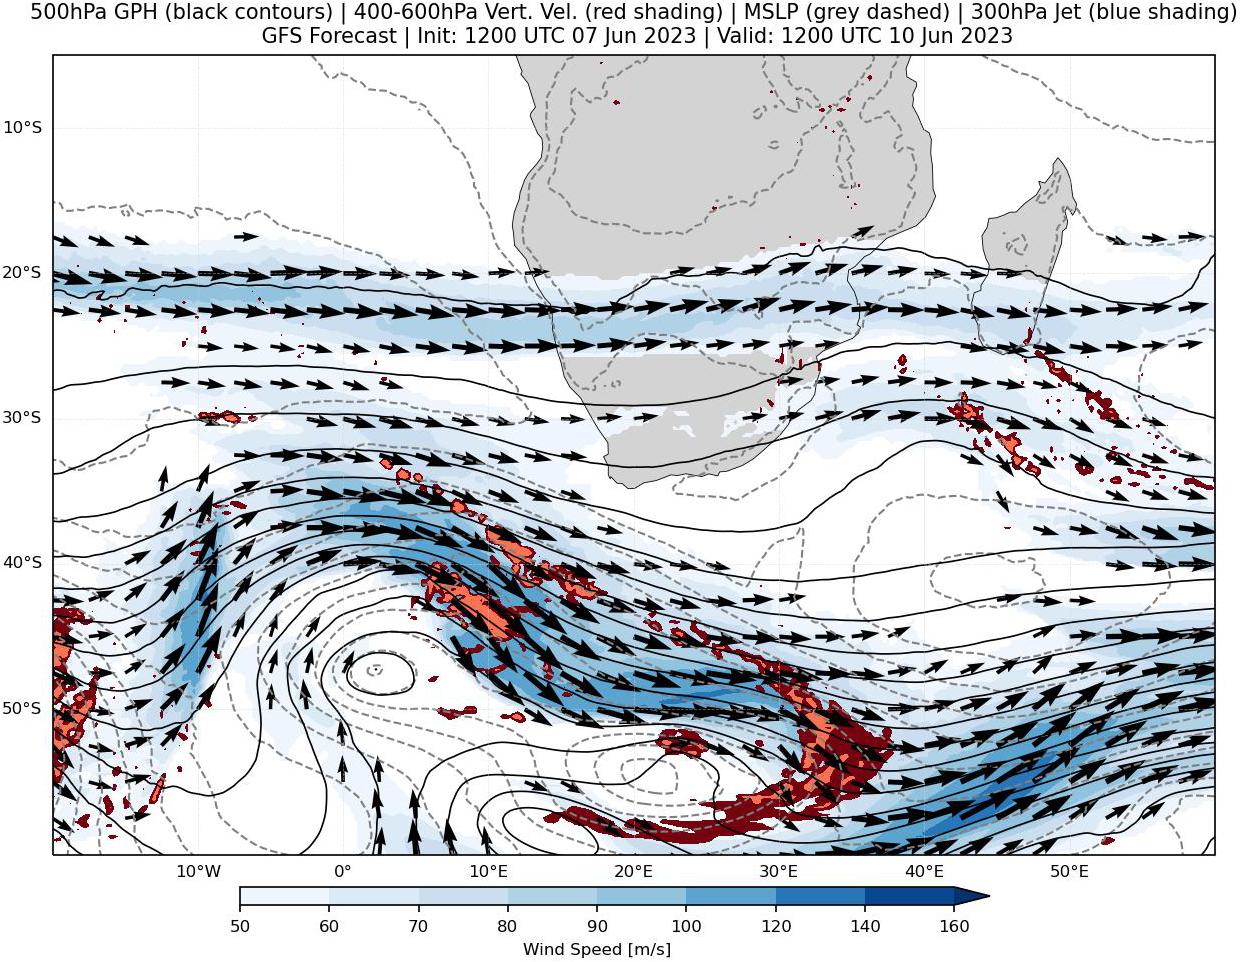 500hPa GPH (black contours) | 400-600hPa Vert. Vel. (red shading) | MSLP (grey dashed) | 300hPa Jet (blue shading)
GFS Forecast | Init: 1200 UTC 07 Jun 2023 | Valid: 1200 UTC 10 Jun 2023
10°S
20°S
30°S
40°S
50°S
10°W 0° 10°E 20°E 30°E 40°E 50°E
50 60 70 80 90 100 120 140 160
Wind Speed [m/s]